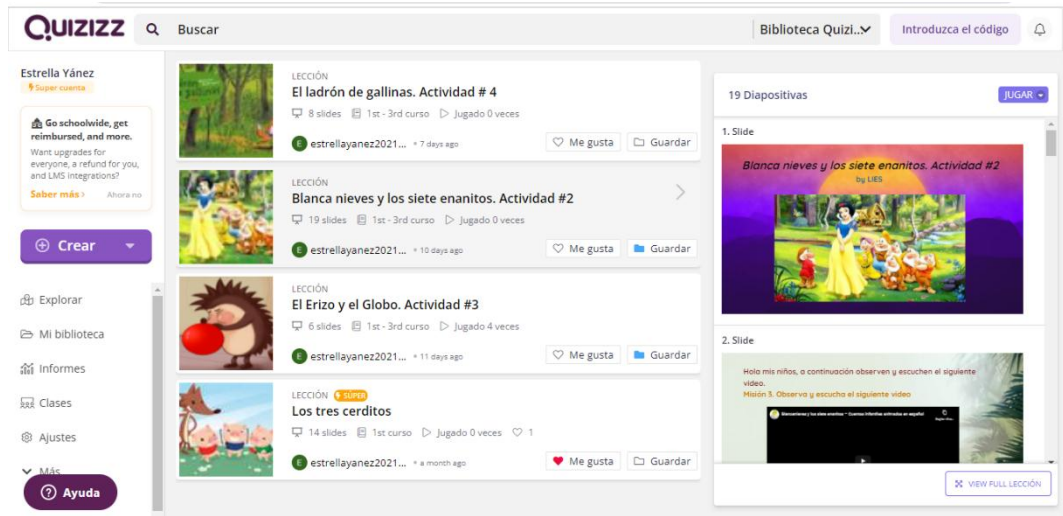 QUIZIZZ
Buscar
Biblioteca Quizi..
Introduzca el código
Estrella Yánez
Super cuenta
Go schoolwide, get
reimbursed, and more.
Want upgrades for
everyone, a refund for you,
and LMS integrations?
Saber más >
Ahora no
Crear
Explorar
Mi biblioteca
Informes
Clases
Ajustes
Más
Ayuda
LECCIÓN
El ladrón de gallinas. Actividad # 4
8 slides 1st - 3rd curso Jugado 0 veces
E estrellayanez2021... • 7 days ago
Me gusta
Guardar
LECCIÓN
Blanca nieves y los siete enanitos. Actividad #2
19 slides 1st - 3rd curso Jugado 0 veces
E estrellayanez2021... • 10 days ago
Me gusta
Guardar
LECCIÓN
El Erizo y el Globo. Actividad #3
6 slides 1st - 3rd curso Jugado 4 veces
E estrellayanez2021... • 11 days ago
Me gusta
Guardar
LECCIÓN SUPER
Los tres cerditos
14 slides 1st curso Jugado 0 veces 1
E estrellayanez2021... • a month ago
Me gusta
Guardar
19 Diapositivas
JUGAR
1. Slide
Blanca nieves y los siete enanitos. Actividad #2
by LIES
2. Slide
Hola mis niños, a continuación observen y escuchen el siguiente
video.
Misión 3. Observa y escucha el siguiente video
VIEW FULL LECCIÓN